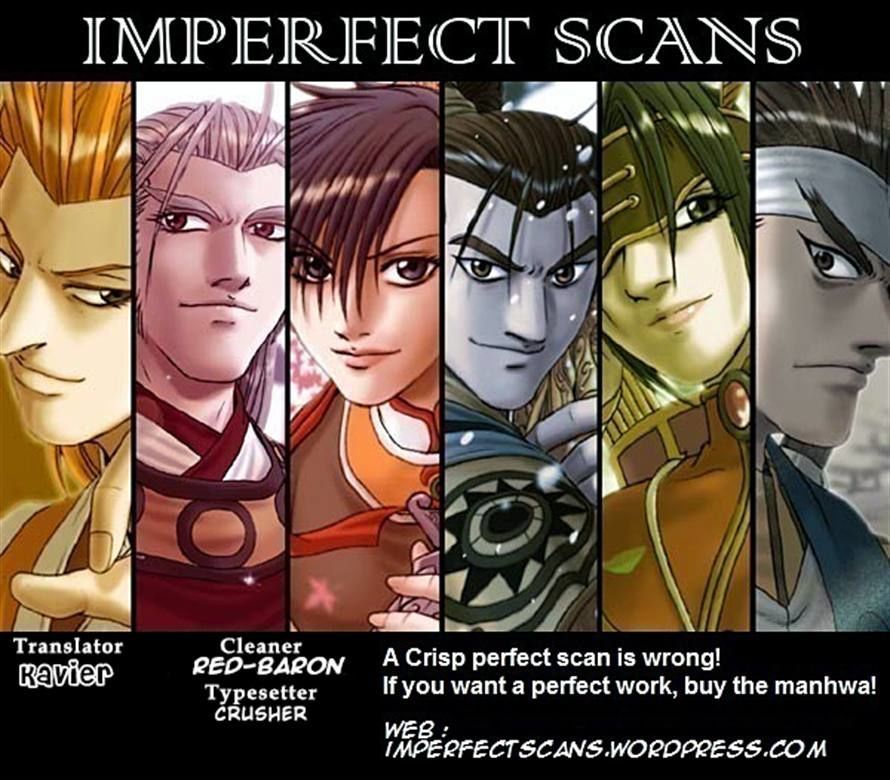 IMPERFECT SCANS
Translator
Kavier
Cleaner
RED-BARON
Typesetter
CRUSHER
A Crisp perfect scan is wrong!
If you want a perfect work, buy the manhwa!
WEB :
IMPERFECTSCANS.WORDPRESS.COM